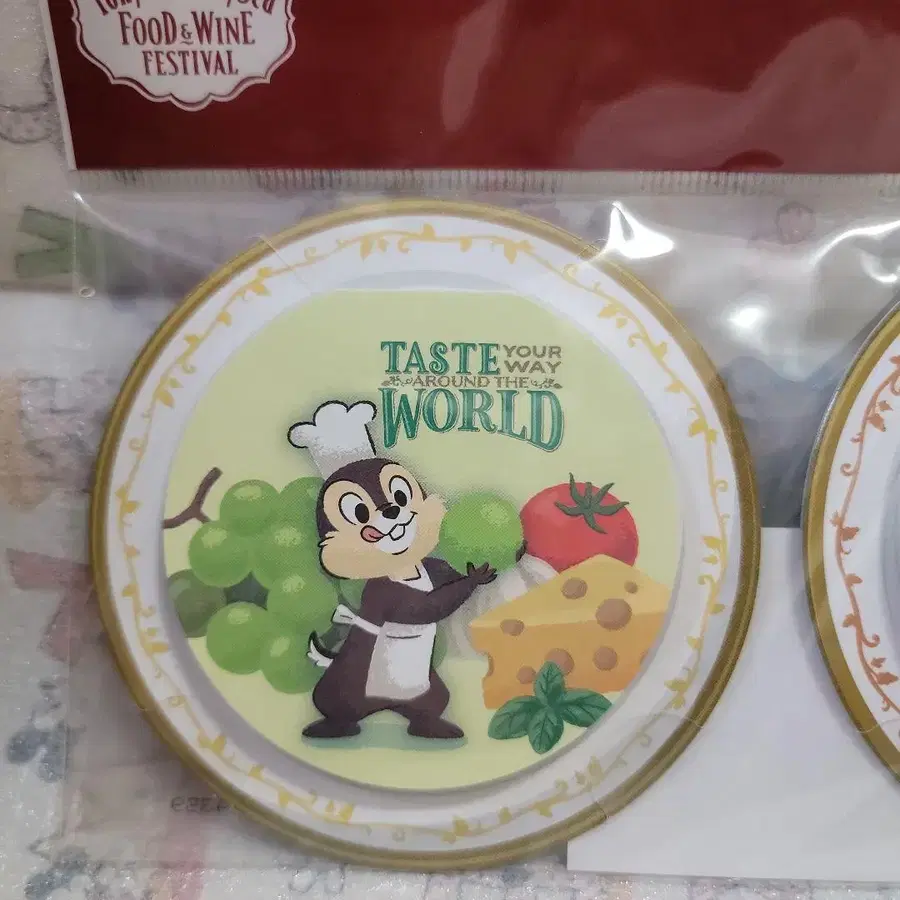 FOOD & WINE
FESTIVAL
TASTE YOUR WAY
AROUND THE
WORLD